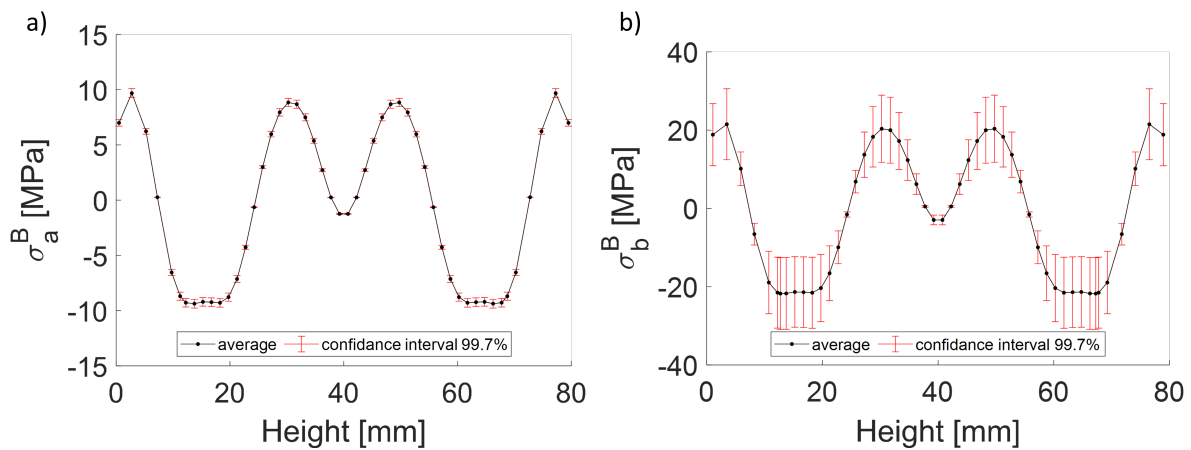 a)
15
10
5
0
-5
-10
-15
σ_a^B [MPa]
0 20 40 60 80
Height [mm]
average confidance interval 99.7%
b)
40
20
0
-20
-40
σ_b^B [MPa]
0 20 40 60 80
Height [mm]
average confidance interval 99.7%